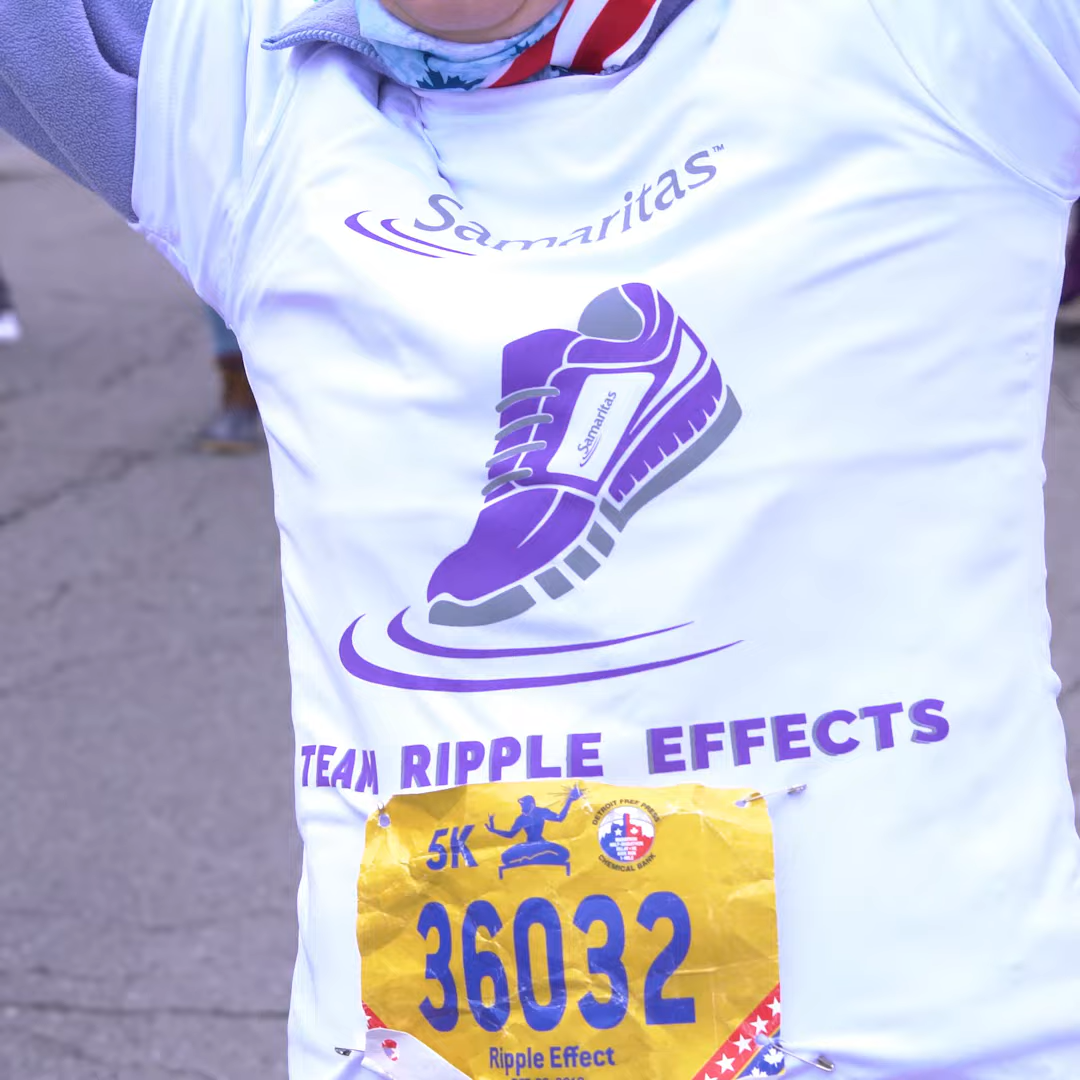 Samaritas™
Samaritas
TEAM RIPPLE EFFECTS
5K
DETROIT FREE PRESS
CHEMICAL BANK
36032
Ripple Effect